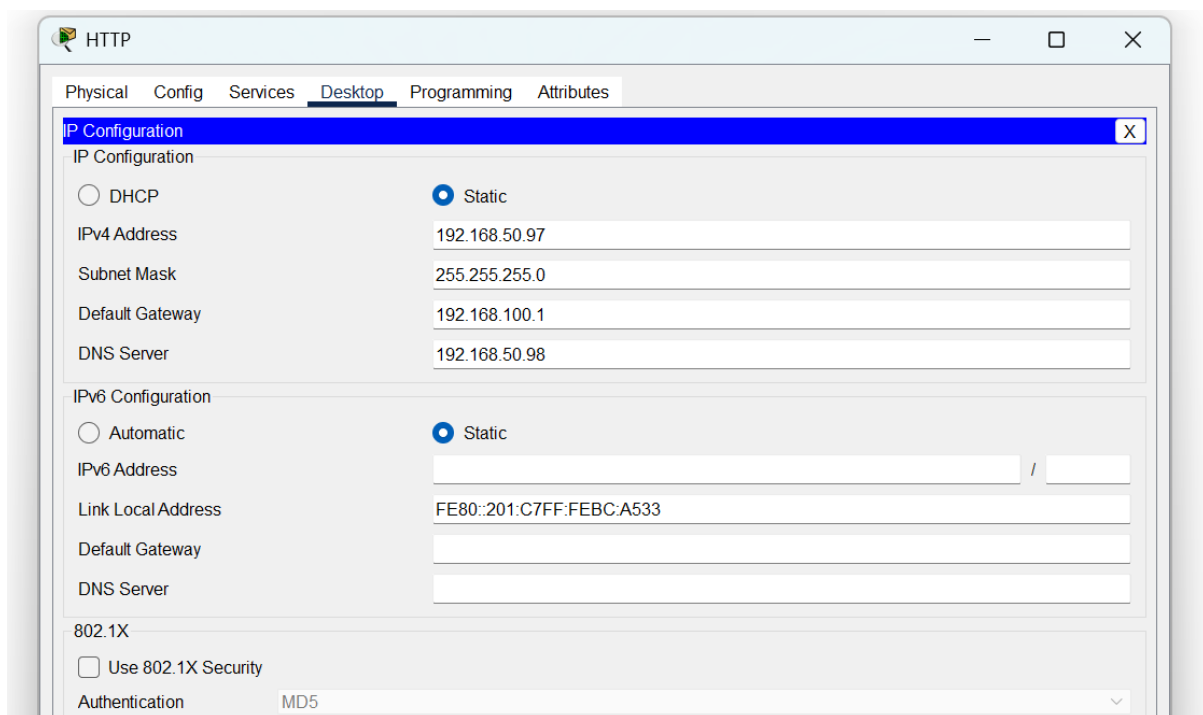 HTTP
Physical Config Services Desktop Programming Attributes
IP Configuration X
IP Configuration
DHCP Static
IPv4 Address 192.168.50.97
Subnet Mask 255.255.255.0
Default Gateway 192.168.100.1
DNS Server 192.168.50.98
IPv6 Configuration
Automatic Static
IPv6 Address /
Link Local Address FE80::201:C7FF:FEBC:A533
Default Gateway
DNS Server
802.1X
Use 802.1X Security
Authentication MD5